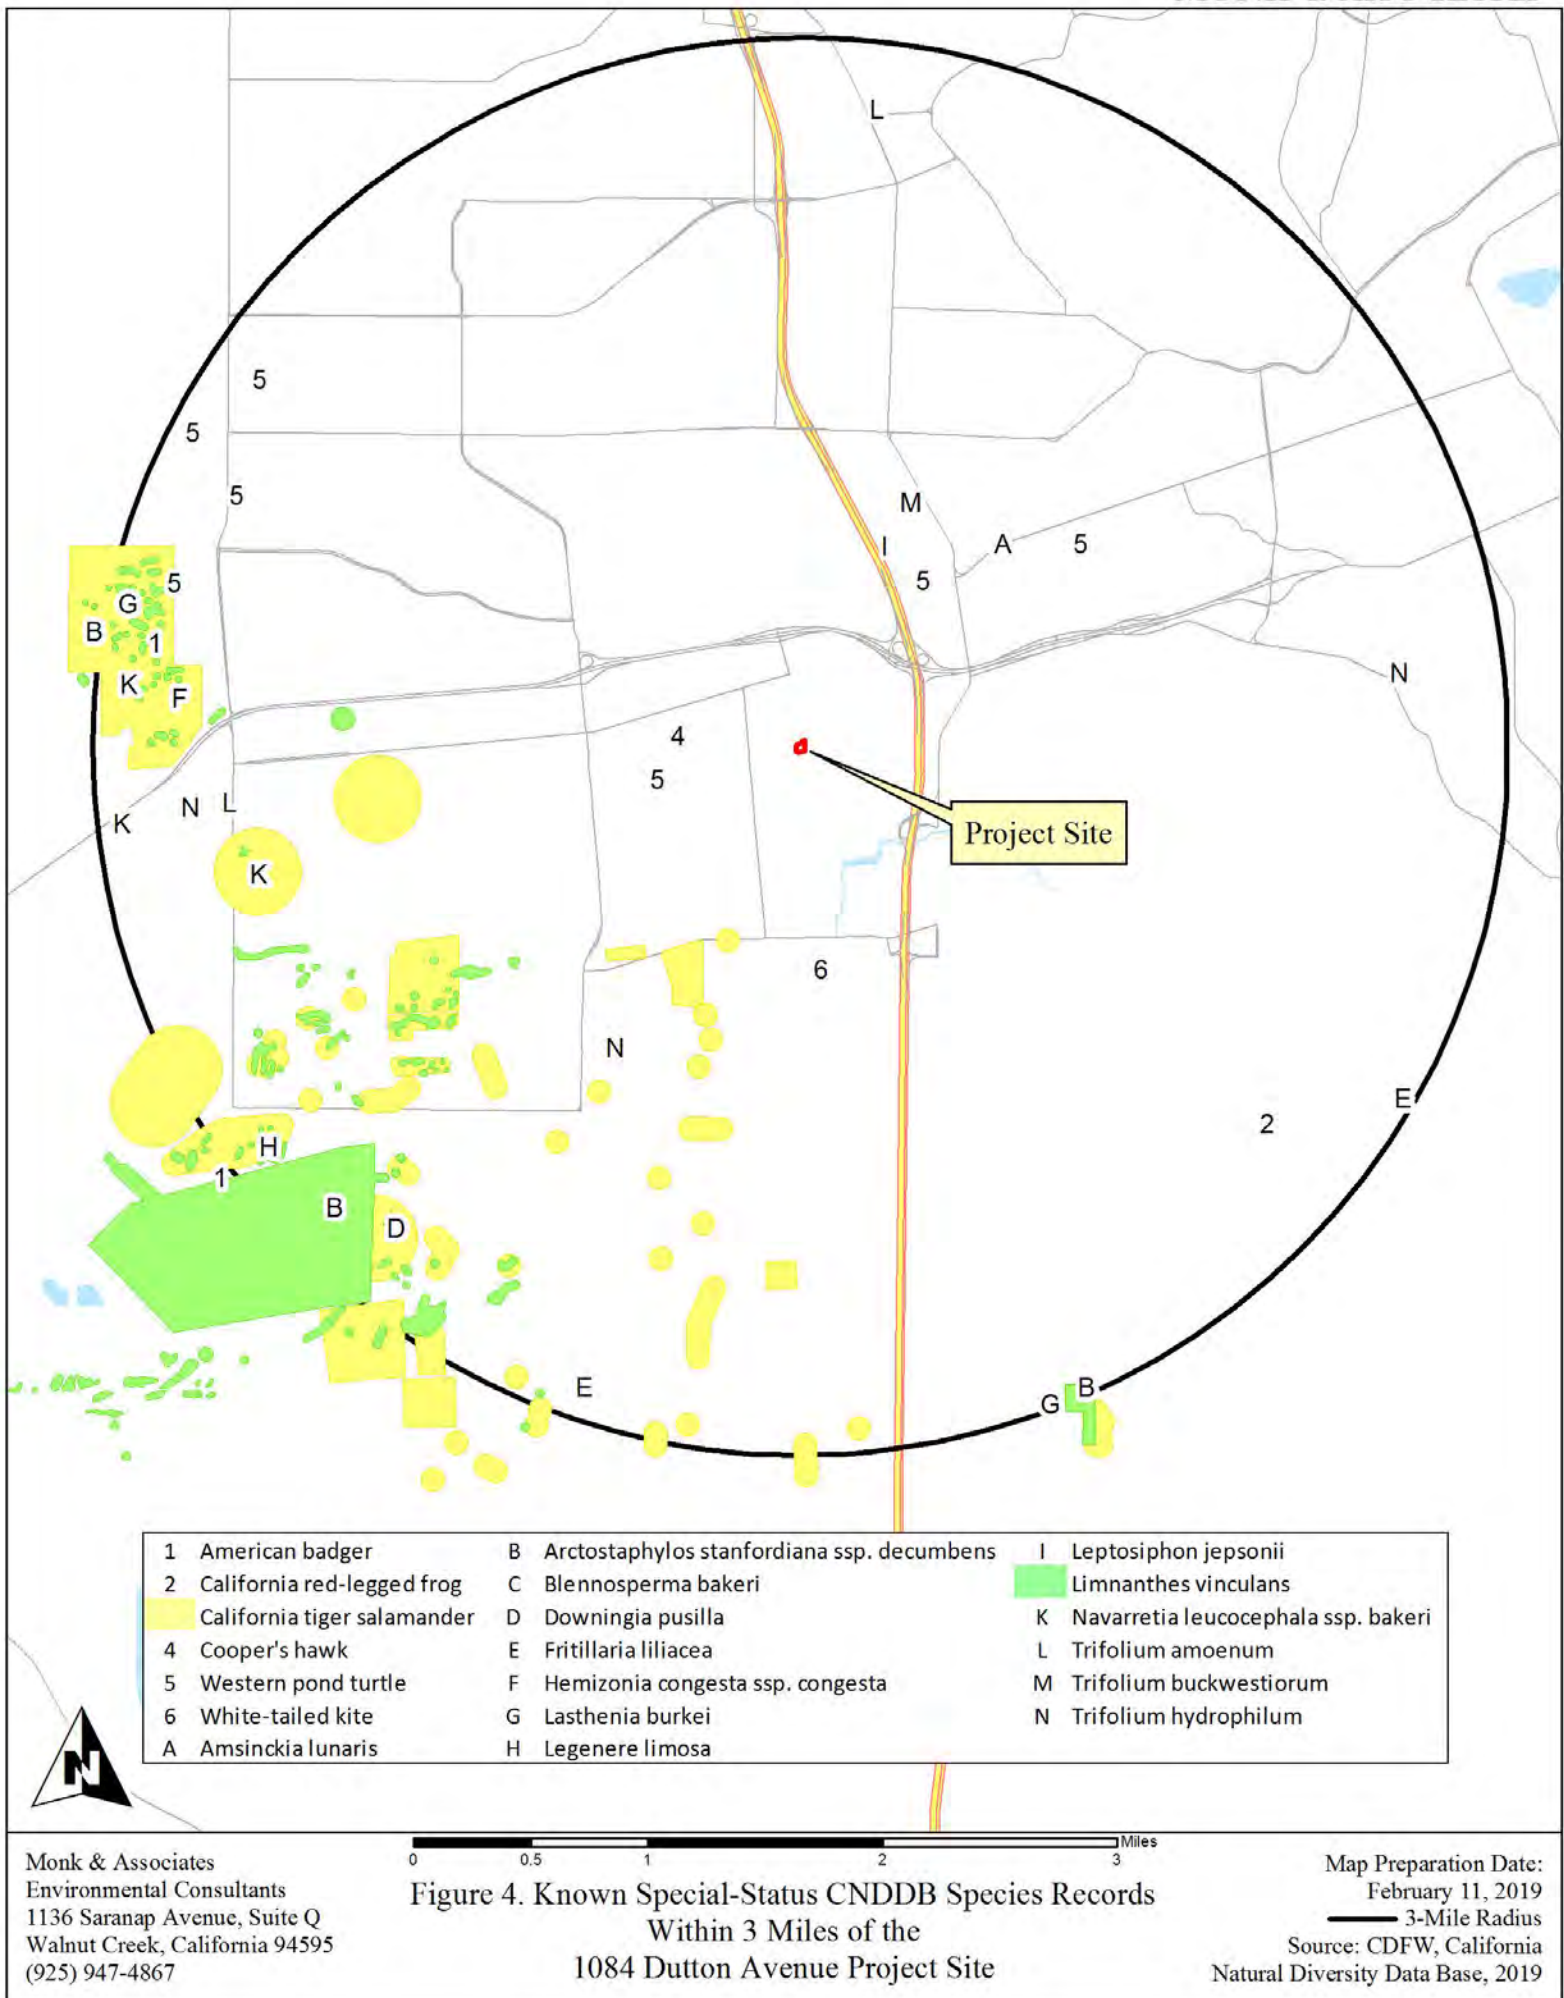 L
5
5
5
M
I
A
5
5
5
G
B
1
K
F
N
4
5
Project Site
N
L
K
K
6
N
E
2
H
1
B
D
E
B
G
1 American badger
2 California red-legged frog
California tiger salamander
4 Cooper's hawk
5 Western pond turtle
6 White-tailed kite
A Amsinckia lunaris
B Arctostaphylos stanfordiana ssp. decumbens
C Blennosperma bakeri
D Downingia pusilla
E Fritillaria liliacea
F Hemizonia congesta ssp. congesta
G Lasthenia burkei
H Legenere limosa
I Leptosiphon jepsonii
Limnanthes vinculans
K Navarretia leucocephala ssp. bakeri
L Trifolium amoenum
M Trifolium buckwestiorum
N Trifolium hydrophilum
N
Miles
0 0.5 1 2 3
Monk & Associates
Environmental Consultants
1136 Saranap Avenue, Suite Q
Walnut Creek, California 94595
(925) 947-4867
Figure 4. Known Special-Status CNDDB Species Records
Within 3 Miles of the
1084 Dutton Avenue Project Site
Map Preparation Date:
February 11, 2019
3-Mile Radius
Source: CDFW, California
Natural Diversity Data Base, 2019